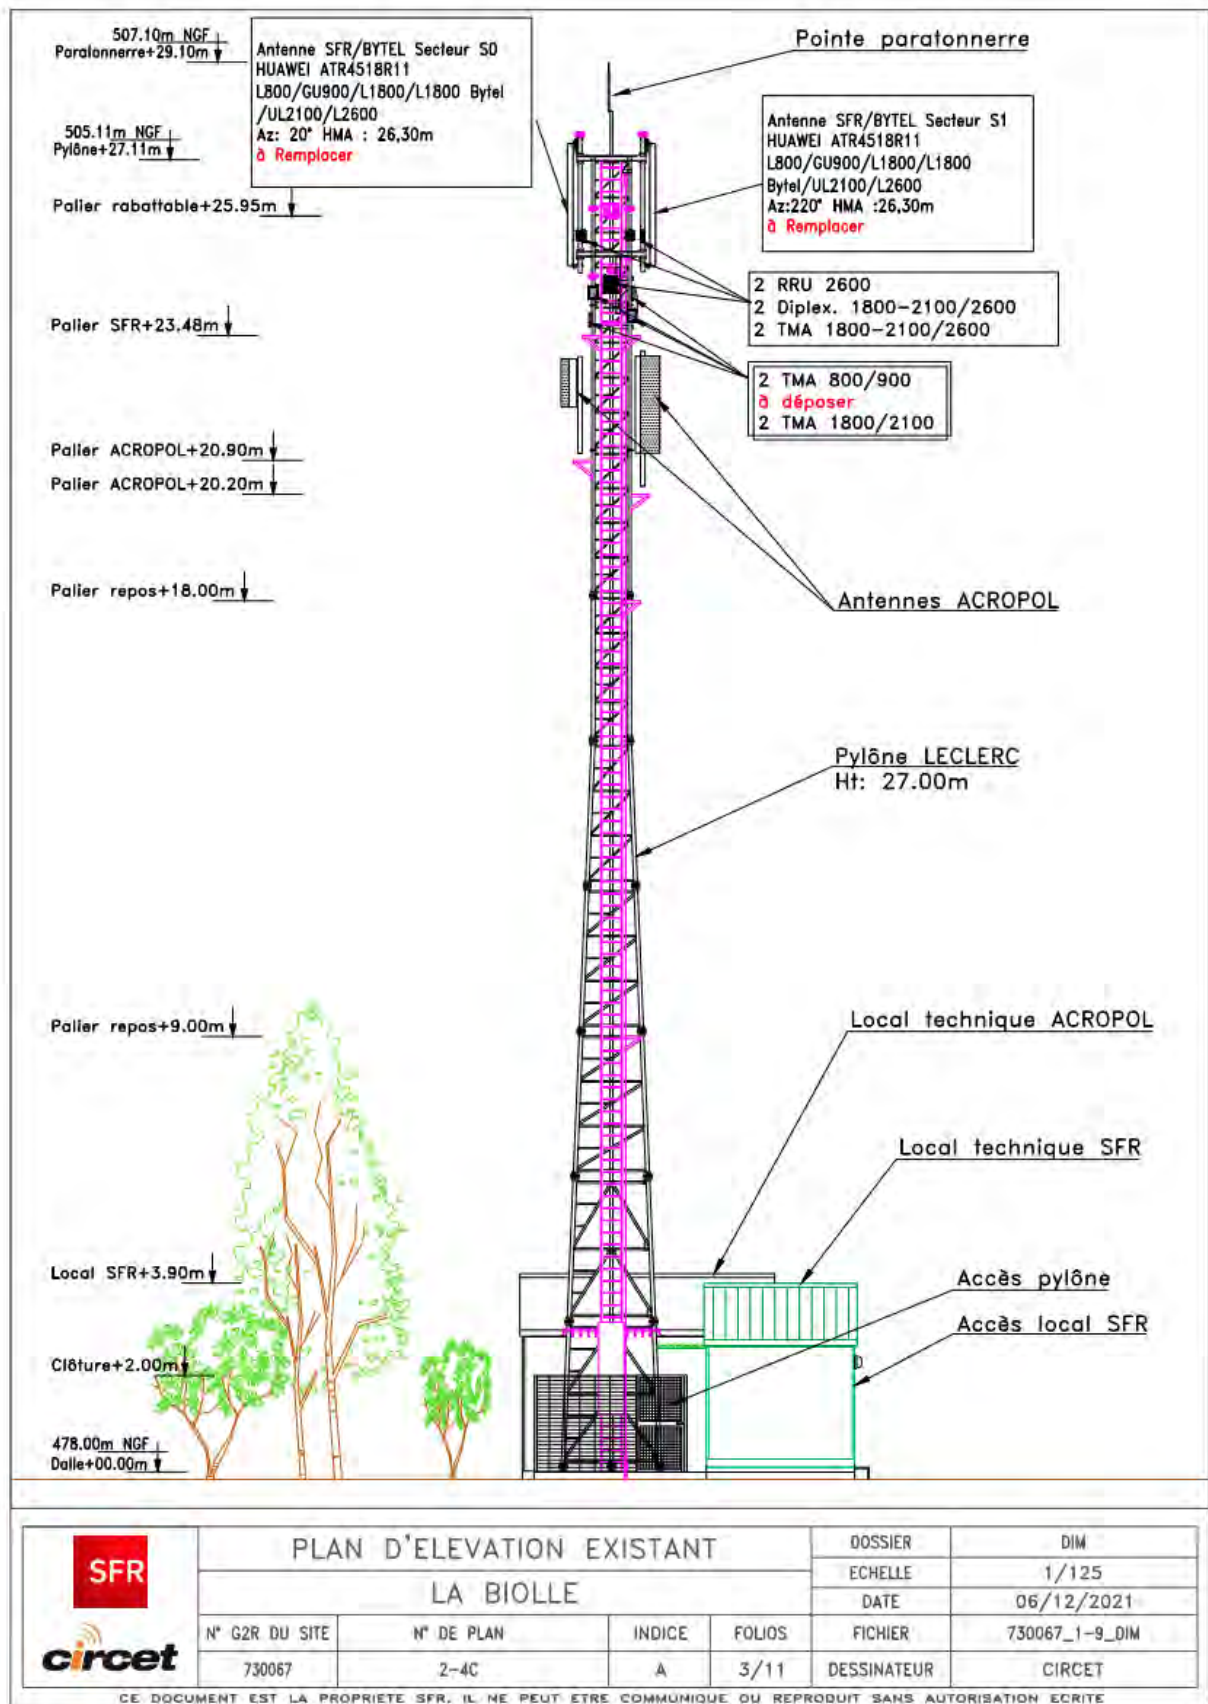 507.10m NGF
Paratonnerre+29.10m
Antenne SFR/BYTEL Secteur S0
HUAWEI ATR4518R11
L800/GU900/L1800/L1800 Bytel
/UL2100/L2600
Az: 20° HMA : 26,30m
à Remplacer
Pointe paratonnerre
505.11m NGF
Pylône+27.11m
Antenne SFR/BYTEL Secteur S1
HUAWEI ATR4518R11
L800/GU900/L1800/L1800
Bytel/UL2100/L2600
Az:220° HMA :26,30m
à Remplacer
Palier rabattable+25.95m
2 RRU 2600
2 Diplex. 1800-2100/2600
2 TMA 1800-2100/2600
Palier SFR+23.48m
2 TMA 800/900
à déposer
2 TMA 1800/2100
Palier ACROPOL+20.90m
Palier ACROPOL+20.20m
Palier repos+18.00m
Antennes ACROPOL
Pylône LECLERC
Ht: 27.00m
Palier repos+9.00m
Local technique ACROPOL
Local technique SFR
Local SFR+3.90m
Accès pylône
Accès local SFR
Clôture+2.00m
478.00m NGF
Dalle+00.00m
SFR
circet
PLAN D'ELEVATION EXISTANT
LA BIOLLE
DOSSIER DIM
ECHELLE 1/125
DATE 06/12/2021
N° G2R DU SITE N° DE PLAN INDICE FOLIOS FICHIER 730067_1-9_DIM
730067 2-4C A 3/11 DESSINATEUR CIRCET
CE DOCUMENT EST LA PROPRIETE SFR, IL NE PEUT ETRE COMMUNIQUE OU REPRODUIT SANS AUTORISATION ECRITE